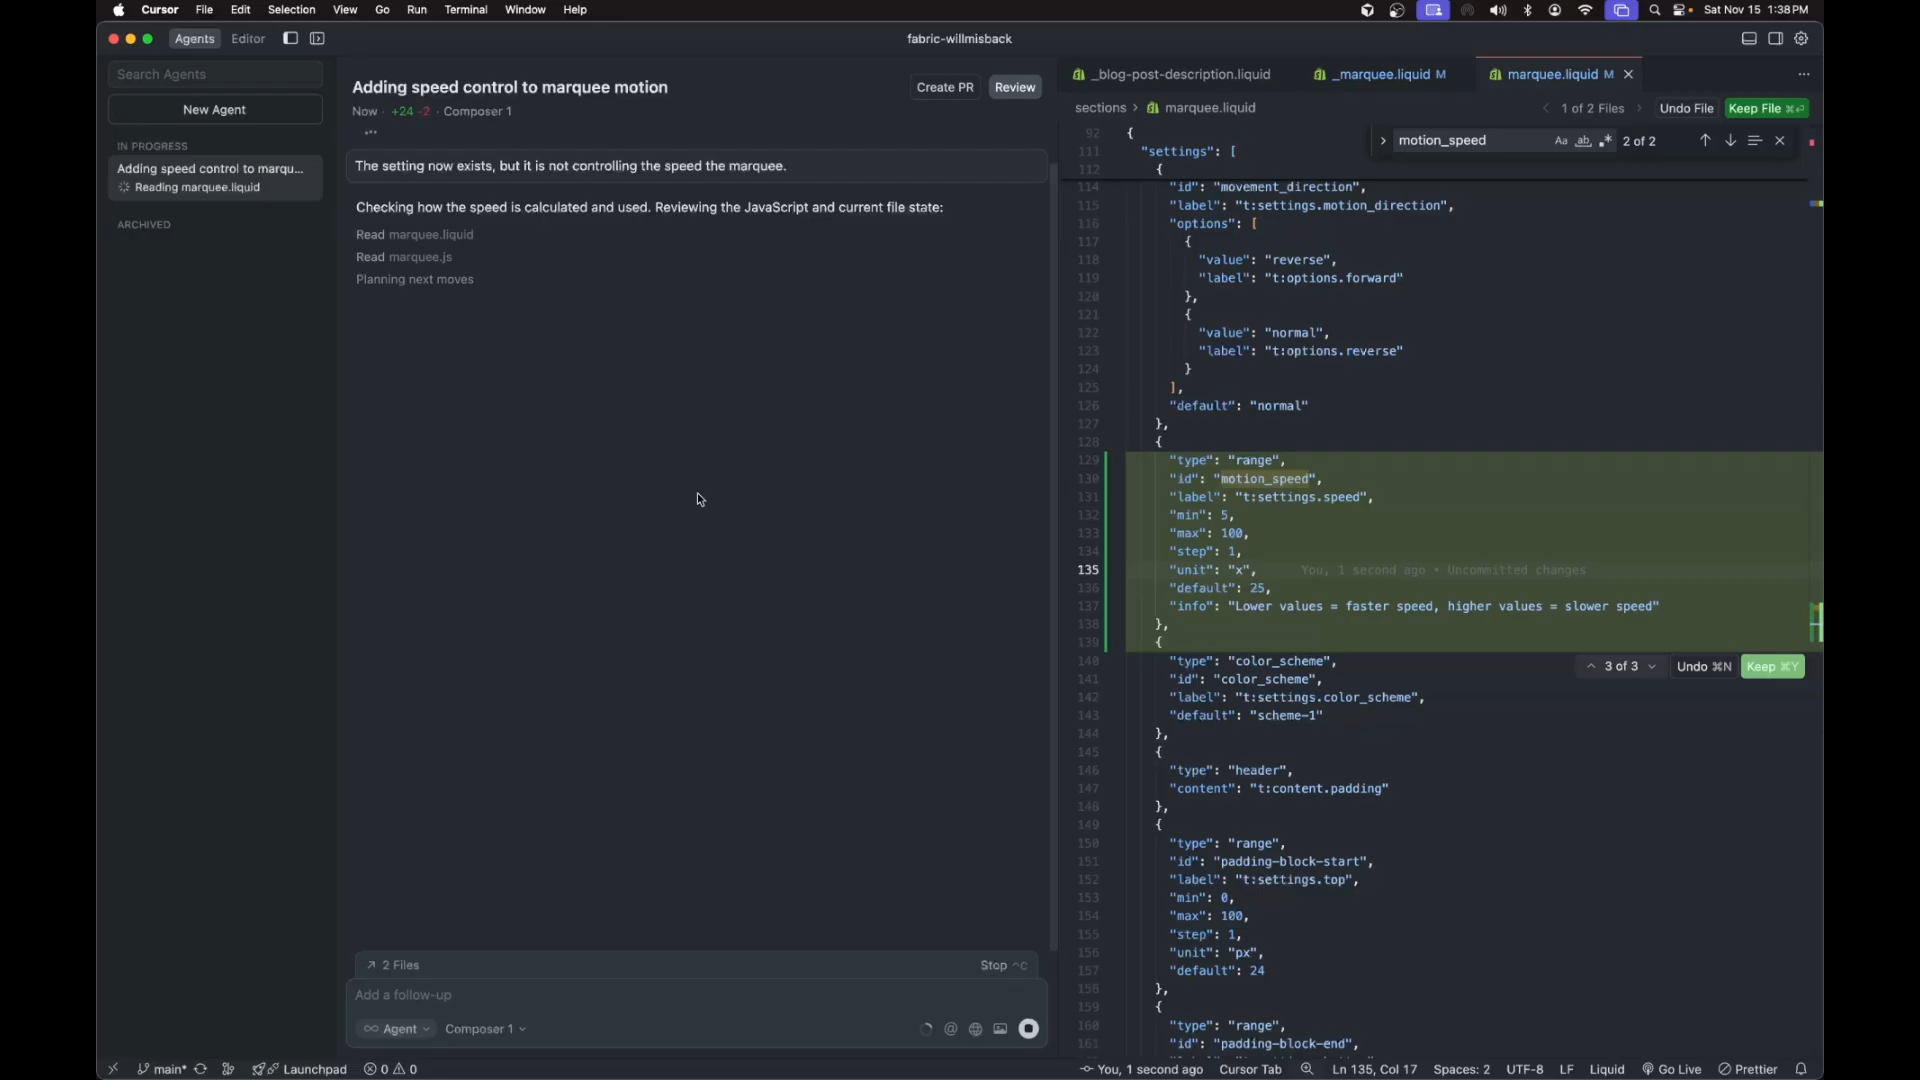 Cursor File Edit Selection View Go Run Terminal Window Help Sat Nov 15 1:38 PM
Agents Editor fabric-willmisback
Search Agents
New Agent
IN PROGRESS
Adding speed control to marqu...
Reading marquee.liquid
ARCHIVED
Adding speed control to marquee motion
Create PR Review
Now · +24 -2 · Composer 1
The setting now exists, but it is not controlling the speed the marquee.
Checking how the speed is calculated and used. Reviewing the JavaScript and current file state:
Read marquee.liquid
Read marquee.js
Planning next moves
2 Files Stop ^C
Add a follow-up
Agent Composer 1
_blog-post-description.liquid _marquee.liquid M marquee.liquid M
sections > marquee.liquid 1 of 2 Files Undo File Keep File ⌘⏎
motion_speed Aa ab 2 of 2
92 {
111 "settings": [
112 {
114 "id": "movement_direction",
115 "label": "t:settings.motion_direction",
116 "options": [
117 {
118 "value": "reverse",
119 "label": "t:options.forward"
120 },
121 {
122 "value": "normal",
123 "label": "t:options.reverse"
124 }
125 ],
126 "default": "normal"
127 },
128 {
129 "type": "range",
130 "id": "motion_speed",
131 "label": "t:settings.speed",
132 "min": 5,
133 "max": 100,
134 "step": 1,
135 "unit": "x", You, 1 second ago • Uncommitted changes
136 "default": 25,
137 "info": "Lower values = faster speed, higher values = slower speed"
138 },
139 {
140 "type": "color_scheme",
3 of 3 Undo ⌘N Keep ⌘Y
141 "id": "color_scheme",
142 "label": "t:settings.color_scheme",
143 "default": "scheme-1"
144 },
145 {
146 "type": "header",
147 "content": "t:content.padding"
148 },
149 {
150 "type": "range",
151 "id": "padding-block-start",
152 "label": "t:settings.top",
153 "min": 0,
154 "max": 100,
155 "step": 1,
156 "unit": "px",
157 "default": 24
158 },
159 {
160 "type": "range",
161 "id": "padding-block-end",
main* Launchpad 0 0 You, 1 second ago Cursor Tab Ln 135, Col 17 Spaces: 2 UTF-8 LF Liquid Go Live Prettier